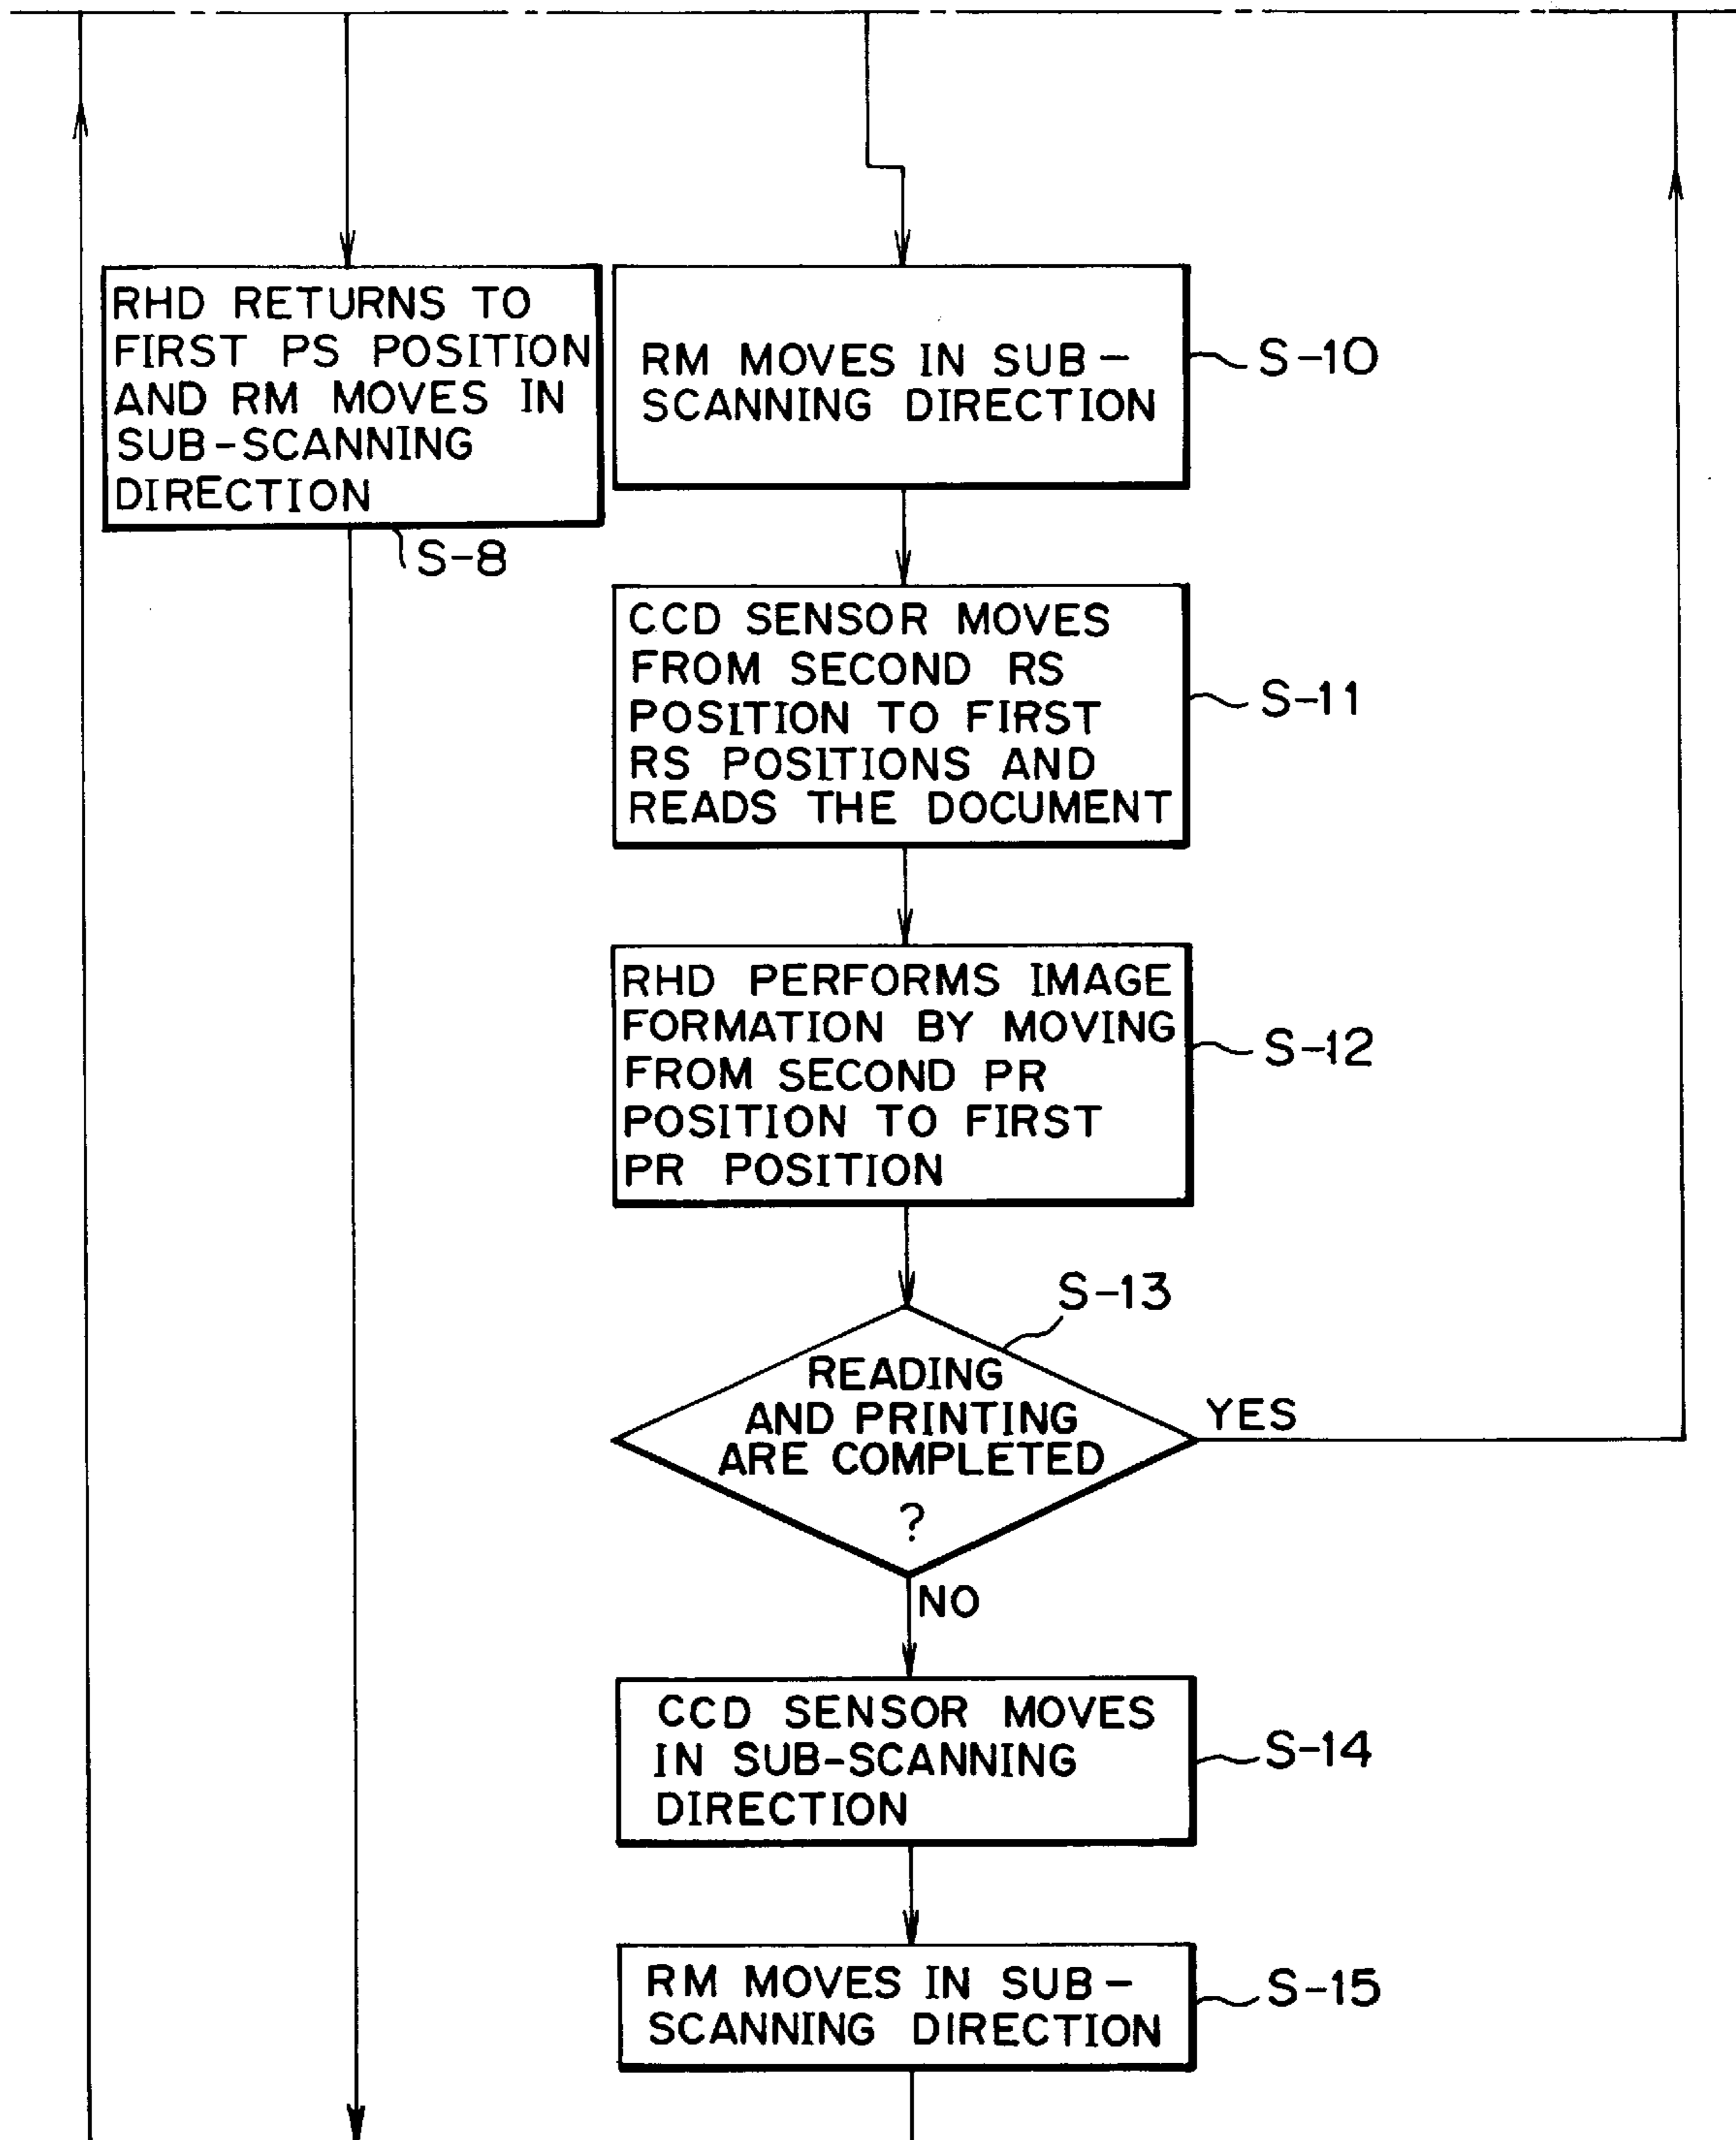 RHD RETURNS TO
FIRST PS POSITION
AND RM MOVES IN
SUB-SCANNING
DIRECTION
S-8
RM MOVES IN SUB-
SCANNING DIRECTION
S-10
CCD SENSOR MOVES
FROM SECOND RS
POSITION TO FIRST
RS POSITIONS AND
READS THE DOCUMENT
S-11
RHD PERFORMS IMAGE
FORMATION BY MOVING
FROM SECOND PR
POSITION TO FIRST
PR POSITION
S-12
S-13
READING
AND PRINTING
ARE COMPLETED
?
YES
NO
CCD SENSOR MOVES
IN SUB-SCANNING
DIRECTION
S-14
RM MOVES IN SUB-
SCANNING DIRECTION
S-15